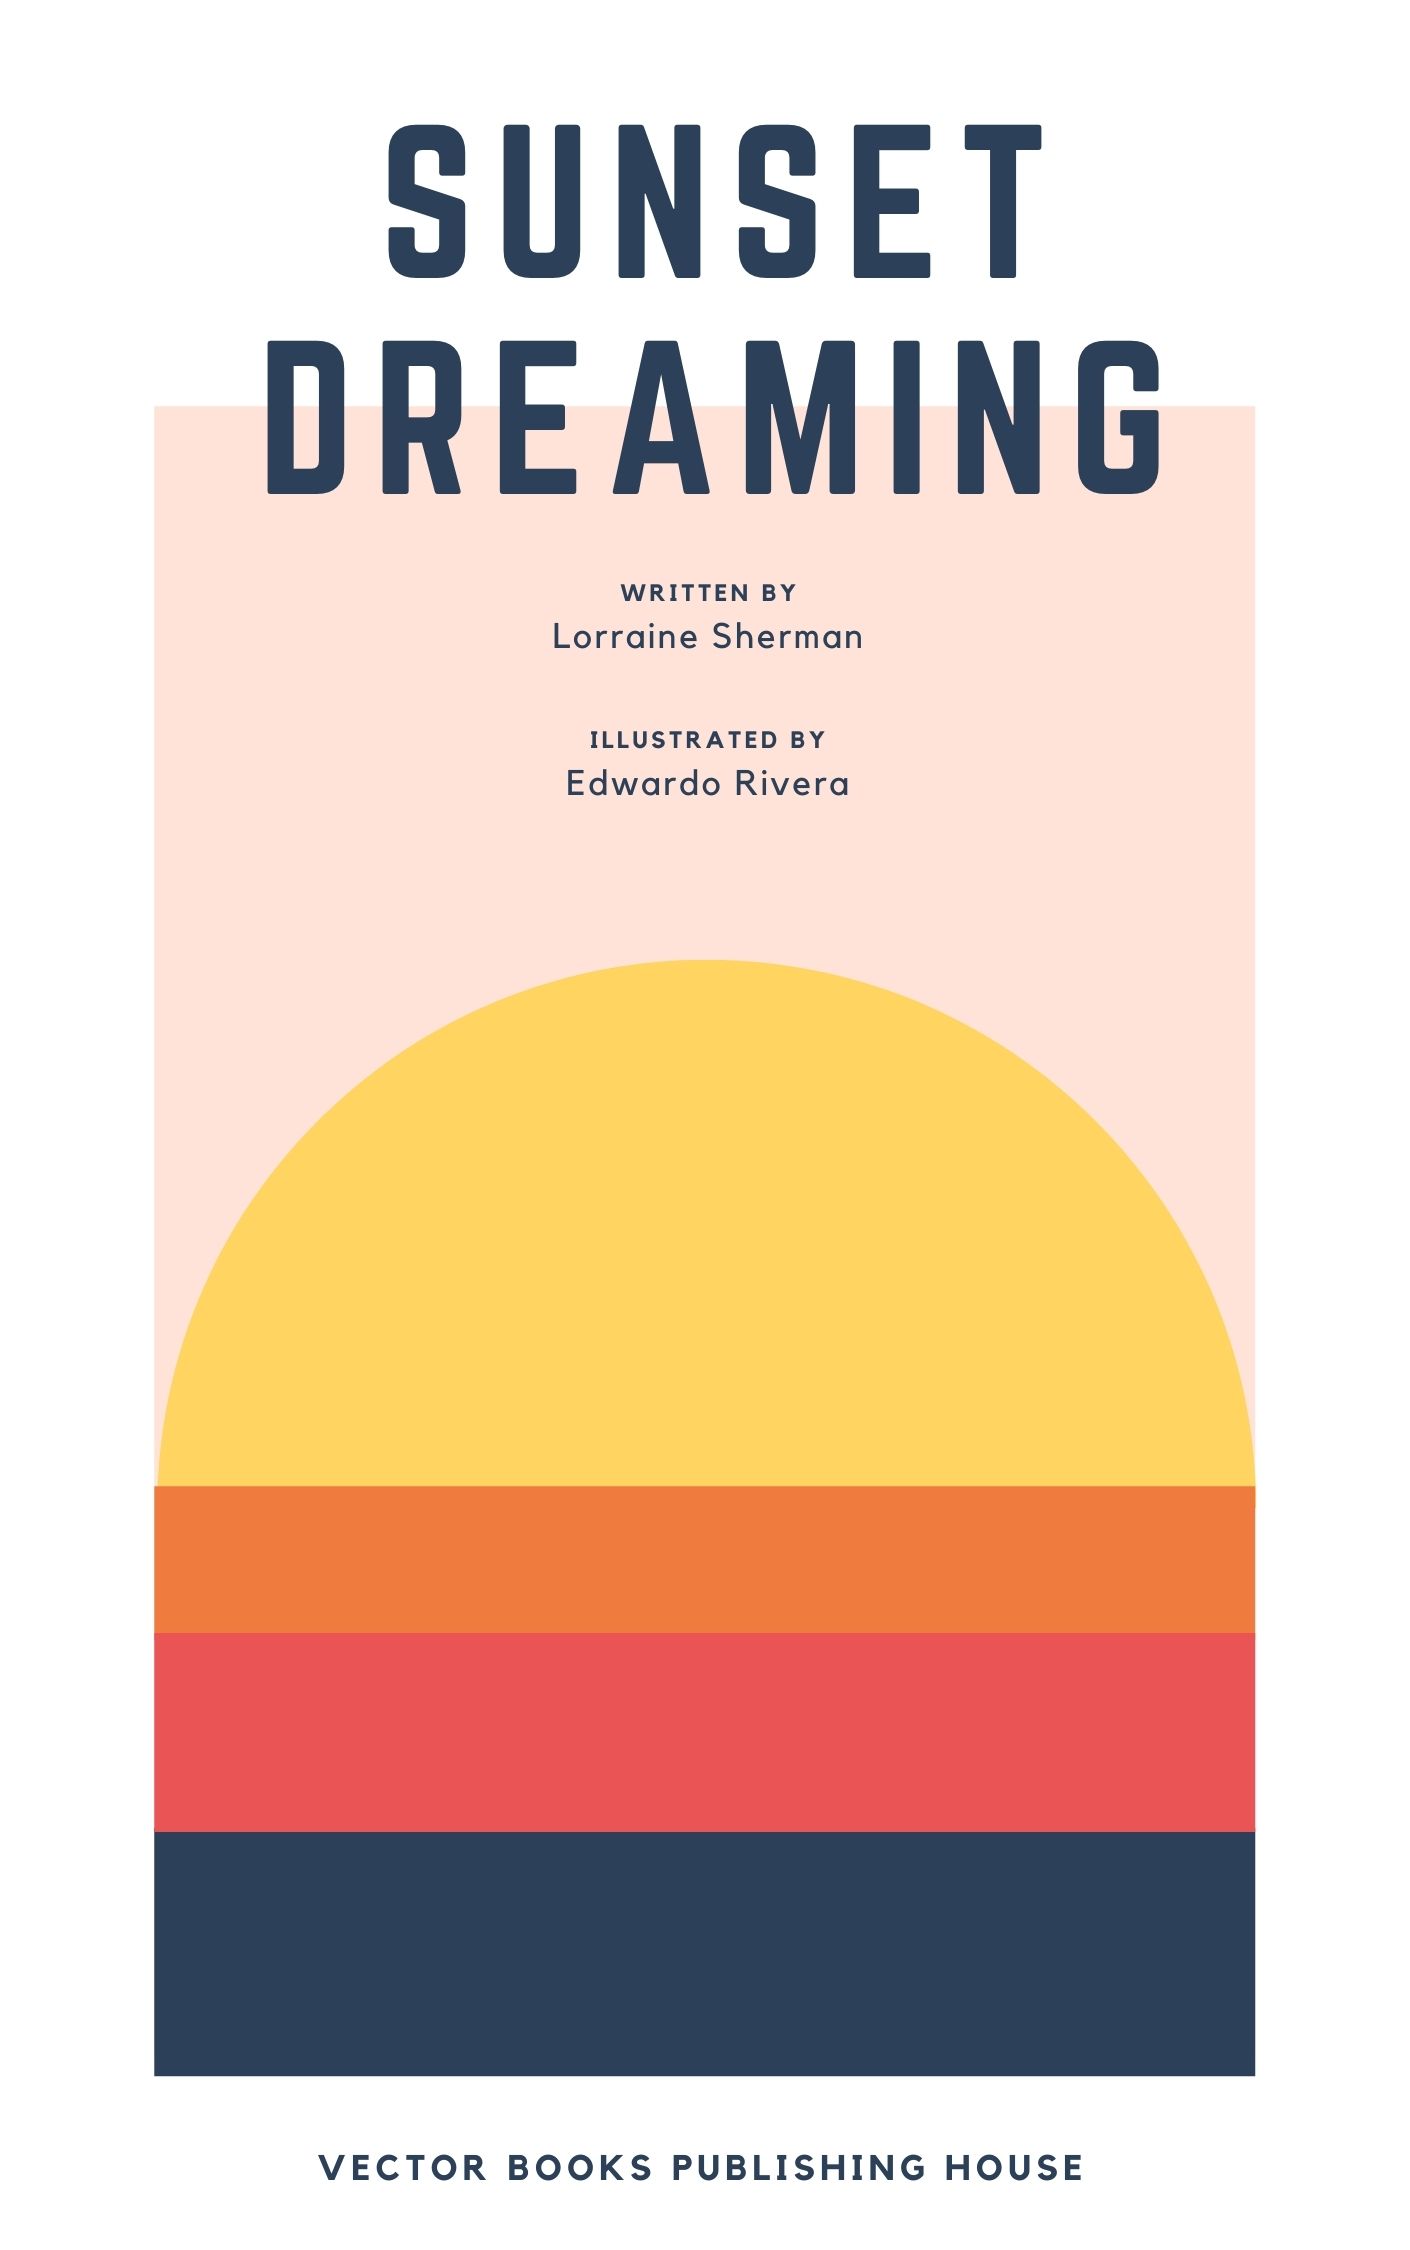 SUNSET
DREAMING
WRITTEN BY
Lorraine Sherman
ILLUSTRATED BY
Edwardo Rivera
VECTOR BOOKS PUBLISHING HOUSE